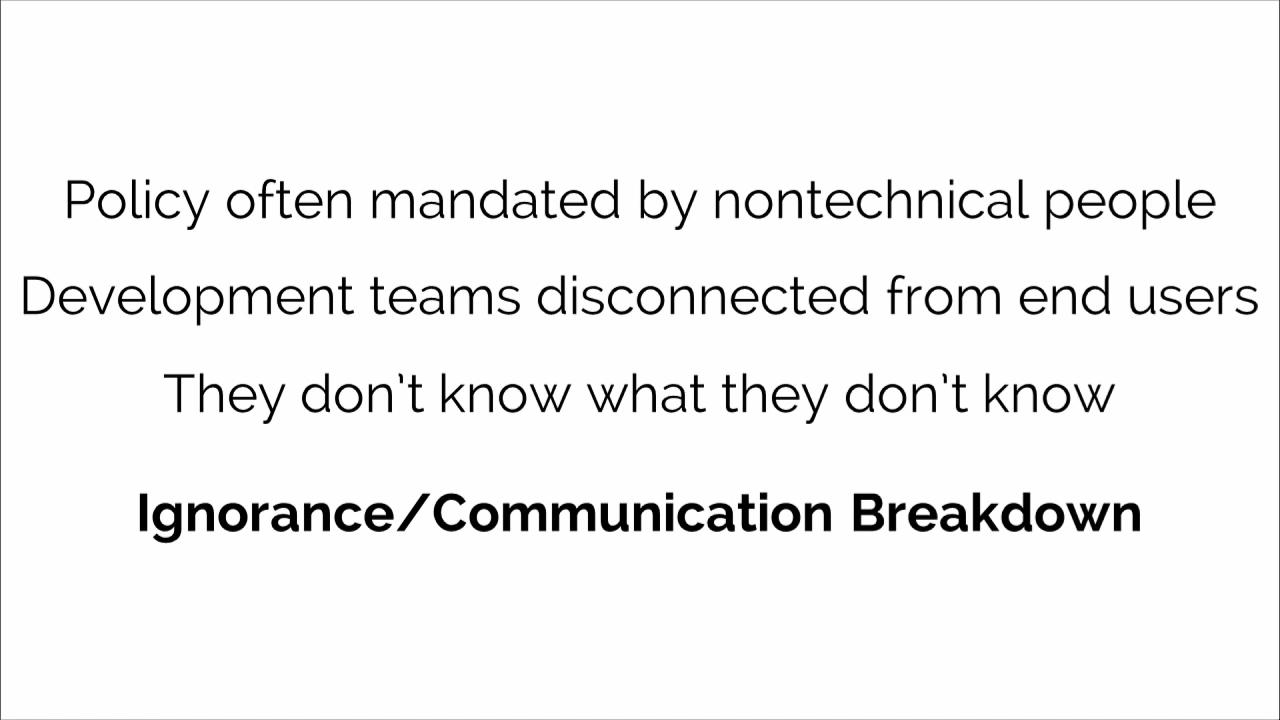 Policy often mandated by nontechnical people
Development teams disconnected from end users
They don't know what they don't know
Ignorance/Communication Breakdown